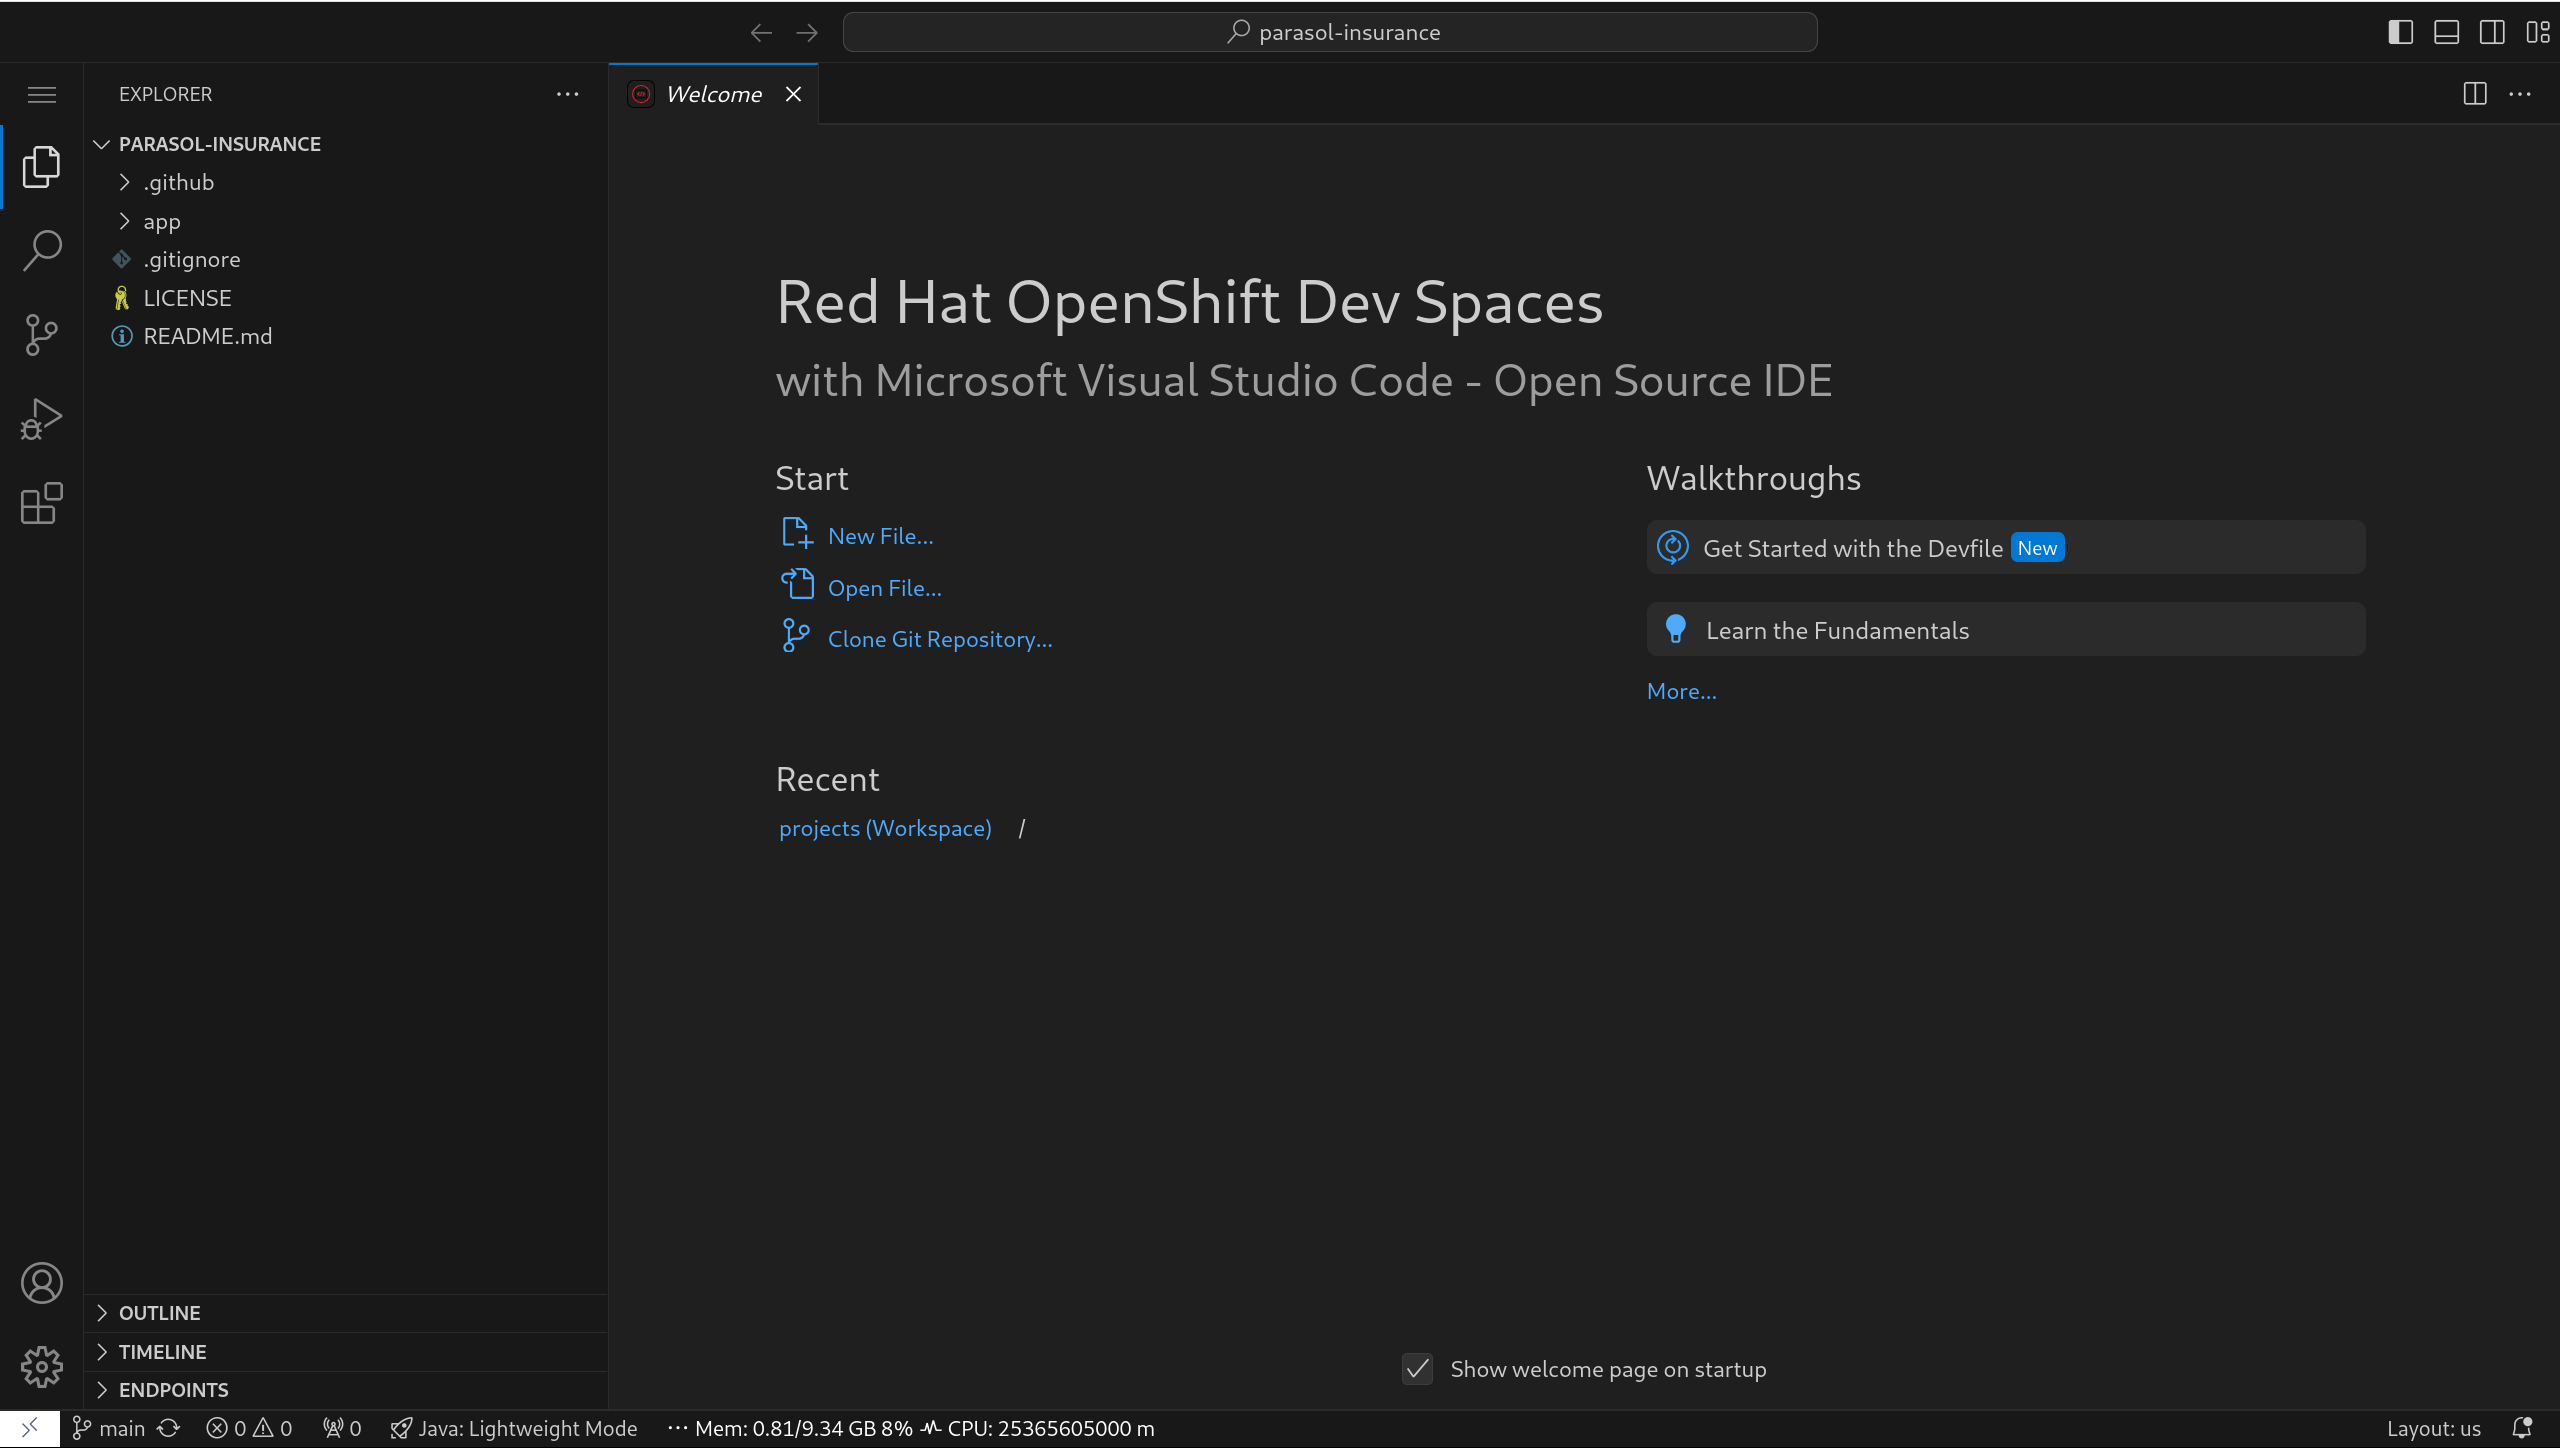 parasol-insurance
EXPLORER
Welcome
PARASOL-INSURANCE
.github
app
.gitignore
LICENSE
README.md
Red Hat OpenShift Dev Spaces
with Microsoft Visual Studio Code - Open Source IDE
Start
New File...
Open File...
Clone Git Repository...
Recent
projects (Workspace) /
Walkthroughs
Get Started with the Devfile New
Learn the Fundamentals
More...
Show welcome page on startup
OUTLINE
TIMELINE
ENDPOINTS
main 0 0 0 Java: Lightweight Mode ··· Mem: 0.81/9.34 GB 8% CPU: 25365605000 m Layout: us